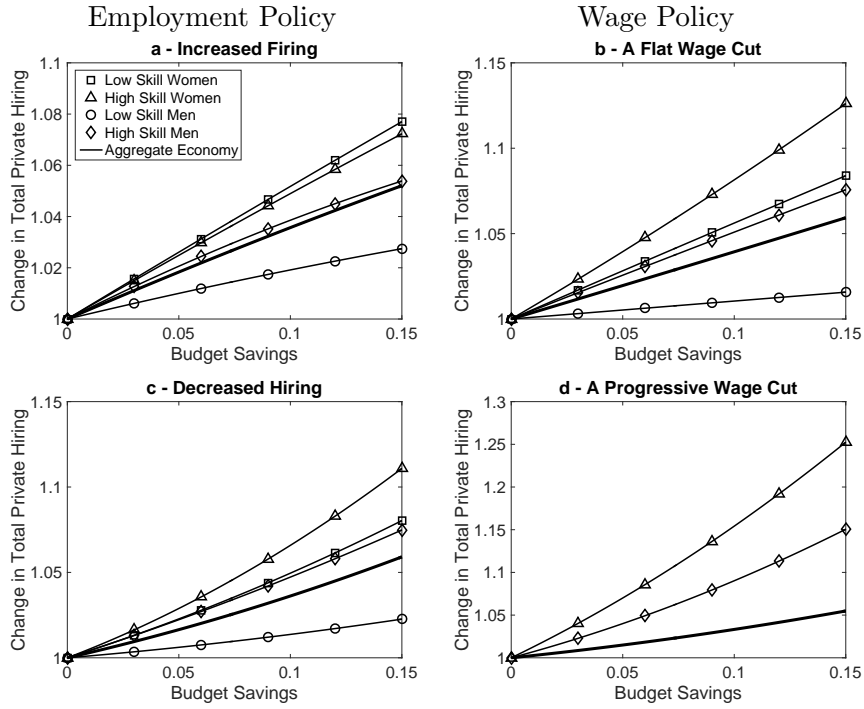 Employment Policy
Wage Policy
a - Increased Firing
1.1
1.08
1.06
1.04
1.02
1
Change in Total Private Hiring
Low Skill Women
High Skill Women
Low Skill Men
High Skill Men
Aggregate Economy
0
0.05
0.1
0.15
Budget Savings
b - A Flat Wage Cut
1.15
1.1
1.05
1
Change in Total Private Hiring
0
0.05
0.1
0.15
Budget Savings
c - Decreased Hiring
1.15
1.1
1.05
1
Change in Total Private Hiring
0
0.05
0.1
0.15
Budget Savings
d - A Progressive Wage Cut
1.3
1.25
1.2
1.15
1.1
1.05
1
Change in Total Private Hiring
0
0.05
0.1
0.15
Budget Savings